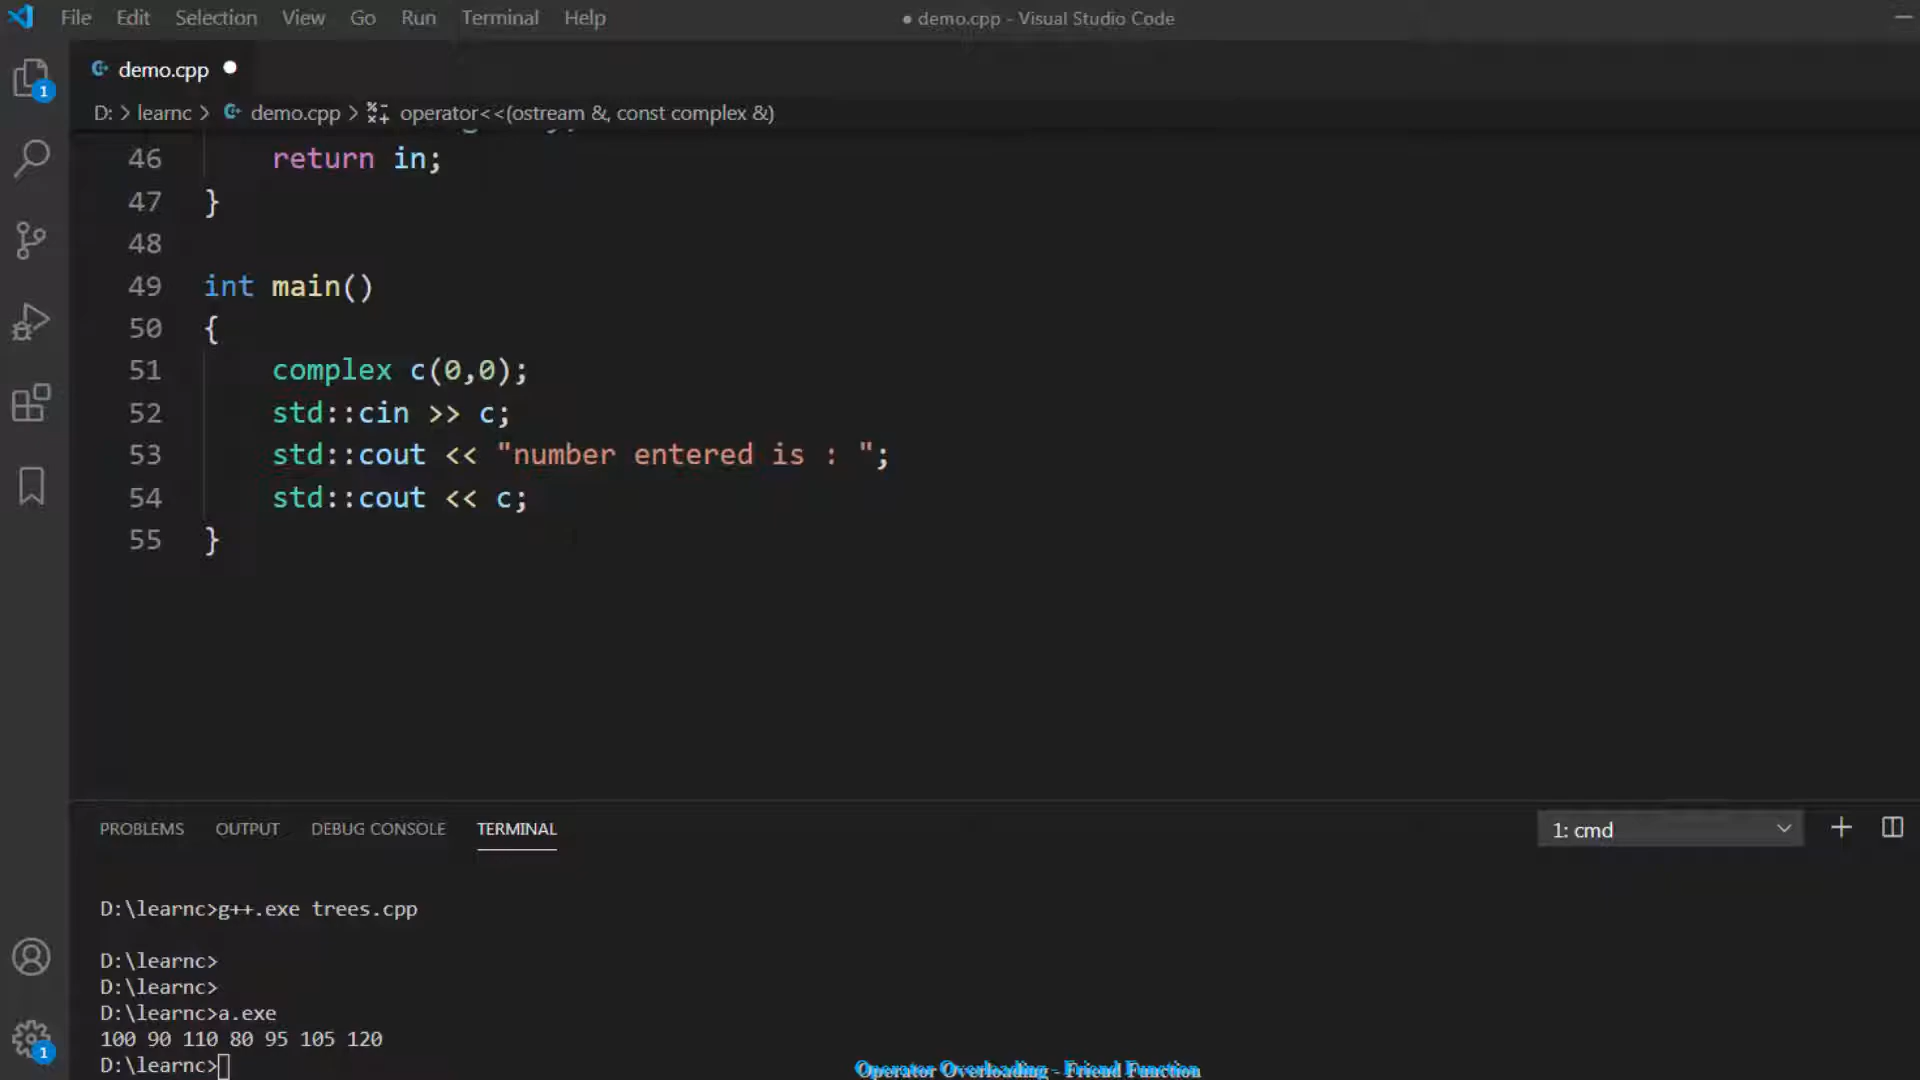 File Edit Selection View Go Run Terminal Help ● demo.cpp - Visual Studio Code
demo.cpp ●
D: > learnc > demo.cpp > operator<<(ostream &, const complex &)
46 return in;
47 }
48
49 int main()
50 {
51 complex c(0,0);
52 std::cin >> c;
53 std::cout << "number entered is : ";
54 std::cout << c;
55 }
PROBLEMS OUTPUT DEBUG CONSOLE TERMINAL 1: cmd
D:\learnc>g++.exe trees.cpp
D:\learnc>
D:\learnc>
D:\learnc>a.exe
100 90 110 80 95 105 120
D:\learnc>
Operator Overloading - Friend Function
1
1